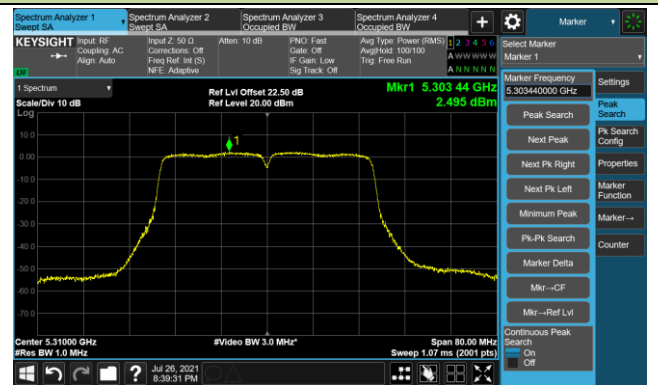 Spectrum Analyzer 1
Swept SA
Spectrum Analyzer 2
Swept SA
Spectrum Analyzer 3
Occupied BW
Spectrum Analyzer 4
Occupied BW
+
Marker
KEYSIGHT
Input: RF
Coupling: AC
Align: Auto
Input Z: 50 Ω
Corrections: Off
Freq Ref: Int (S)
NFE: Adaptive
Atten: 10 dB
PNO: Fast
Gate: Off
IF Gain: Low
Sig Track: Off
Avg Type: Power (RMS)
Avg|Hold: 100/100
Trig: Free Run
1 2 3 4 5 6
A W W W W W
A N N N N N
LXI
Select Marker
Marker 1
1 Spectrum
Scale/Div 10 dB
Log
Ref Lvl Offset 22.50 dB
Ref Level 20.00 dBm
Mkr1 5.303 44 GHz
2.495 dBm
10.0
0.00
-10.0
-20.0
-30.0
-40.0
-50.0
-60.0
-70.0
1
Center 5.31000 GHz
#Res BW 1.0 MHz
#Video BW 3.0 MHz*
Span 80.00 MHz
Sweep 1.07 ms (2001 pts)
Marker Frequency
5.303440000 GHz
Peak Search
Next Peak
Next Pk Right
Next Pk Left
Minimum Peak
Pk-Pk Search
Marker Delta
Mkr→CF
Mkr→Ref Lvl
Continuous Peak
Search
On
Off
Settings
Peak
Search
Pk Search
Config
Properties
Marker
Function
Marker→
Counter
?
Jul 26, 2021
8:39:31 PM